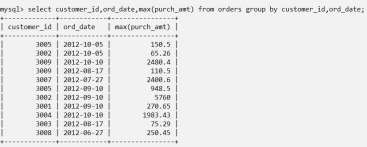 mysql> select customer_id,ord_date,max(purch_amt) from orders group by customer_id,ord_date;
+-------------+------------+----------------+
| customer_id | ord_date | max(purch_amt) |
+-------------+------------+----------------+
| 3005 | 2012-10-05 | 150.5 |
| 3002 | 2012-10-05 | 65.26 |
| 3009 | 2012-10-10 | 2480.4 |
| 3009 | 2012-08-17 | 110.5 |
| 3007 | 2012-07-27 | 2400.6 |
| 3005 | 2012-09-10 | 948.5 |
| 3002 | 2012-09-10 | 5760 |
| 3001 | 2012-09-10 | 270.65 |
| 3004 | 2012-10-10 | 1983.43 |
| 3003 | 2012-08-17 | 75.29 |
| 3008 | 2012-06-27 | 250.45 |
+-------------+------------+----------------+